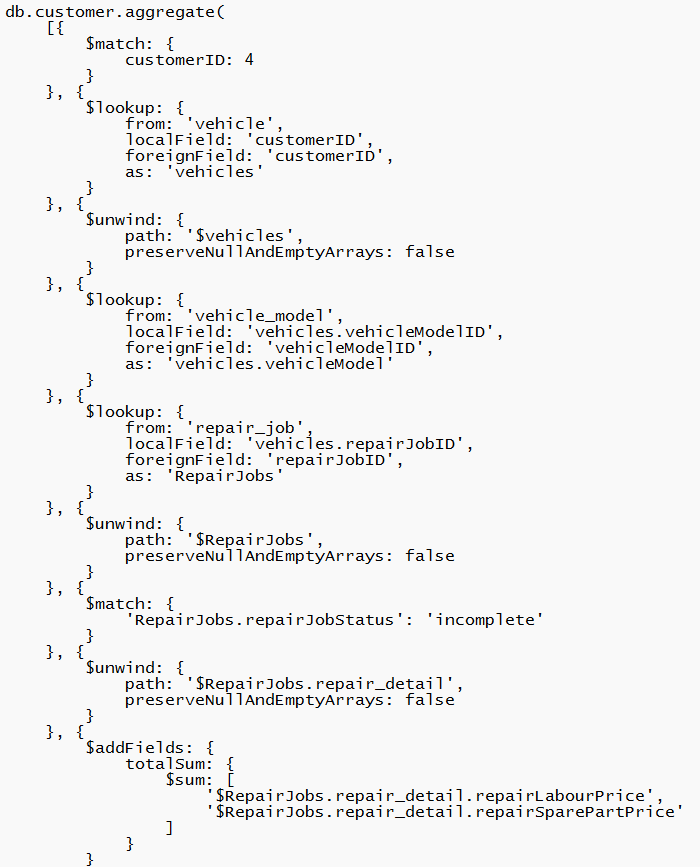 db.customer.aggregate(
    [{
        $match: {
            customerID: 4
        }
    }, {
        $lookup: {
            from: 'vehicle',
            localField: 'customerID',
            foreignField: 'customerID',
            as: 'vehicles'
        }
    }, {
        $unwind: {
            path: '$vehicles',
            preserveNullAndEmptyArrays: false
        }
    }, {
        $lookup: {
            from: 'vehicle_model',
            localField: 'vehicles.vehicleModelID',
            foreignField: 'vehicleModelID',
            as: 'vehicles.vehicleModel'
        }
    }, {
        $lookup: {
            from: 'repair_job',
            localField: 'vehicles.repairJobID',
            foreignField: 'repairJobID',
            as: 'RepairJobs'
        }
    }, {
        $unwind: {
            path: '$RepairJobs',
            preserveNullAndEmptyArrays: false
        }
    }, {
        $match: {
            'RepairJobs.repairJobStatus': 'incomplete'
        }
    }, {
        $unwind: {
            path: '$RepairJobs.repair_detail',
            preserveNullAndEmptyArrays: false
        }
    }, {
        $addFields: {
            totalSum: {
                $sum: [
                    '$RepairJobs.repair_detail.repairLabourPrice',
                    '$RepairJobs.repair_detail.repairSparePartPrice'
                ]
            }
        }